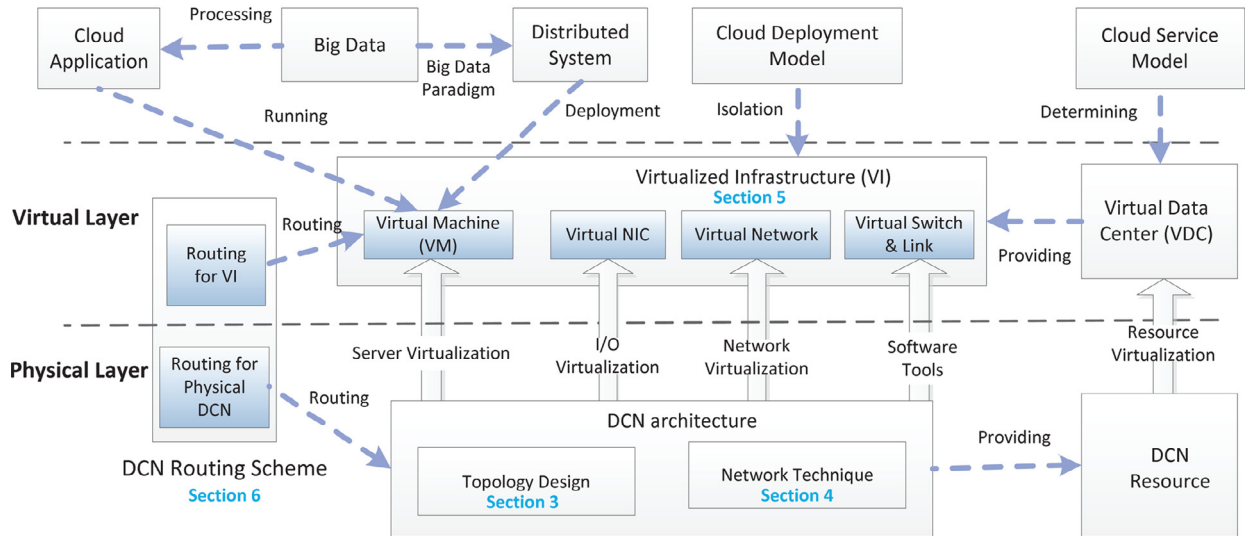 Processing
Cloud
Application
Big Data
Big Data
Paradigm
Distributed
System
Cloud Deployment
Model
Cloud Service
Model
Running
Deployment
Isolation
Determining
Virtual Layer
Virtualized Infrastructure (VI)
Section 5
Routing
for VI
Routing
Virtual Machine
(VM)
Virtual NIC
Virtual Network
Virtual Switch
& Link
Providing
Virtual Data
Center (VDC)
Physical Layer
Server Virtualization
I/O
Virtualization
Network
Virtualization
Software
Tools
Resource
Virtualization
Routing for
Physical
DCN
Routing
DCN Routing Scheme
Section 6
DCN architecture
Topology Design
Section 3
Network Technique
Section 4
Providing
DCN
Resource